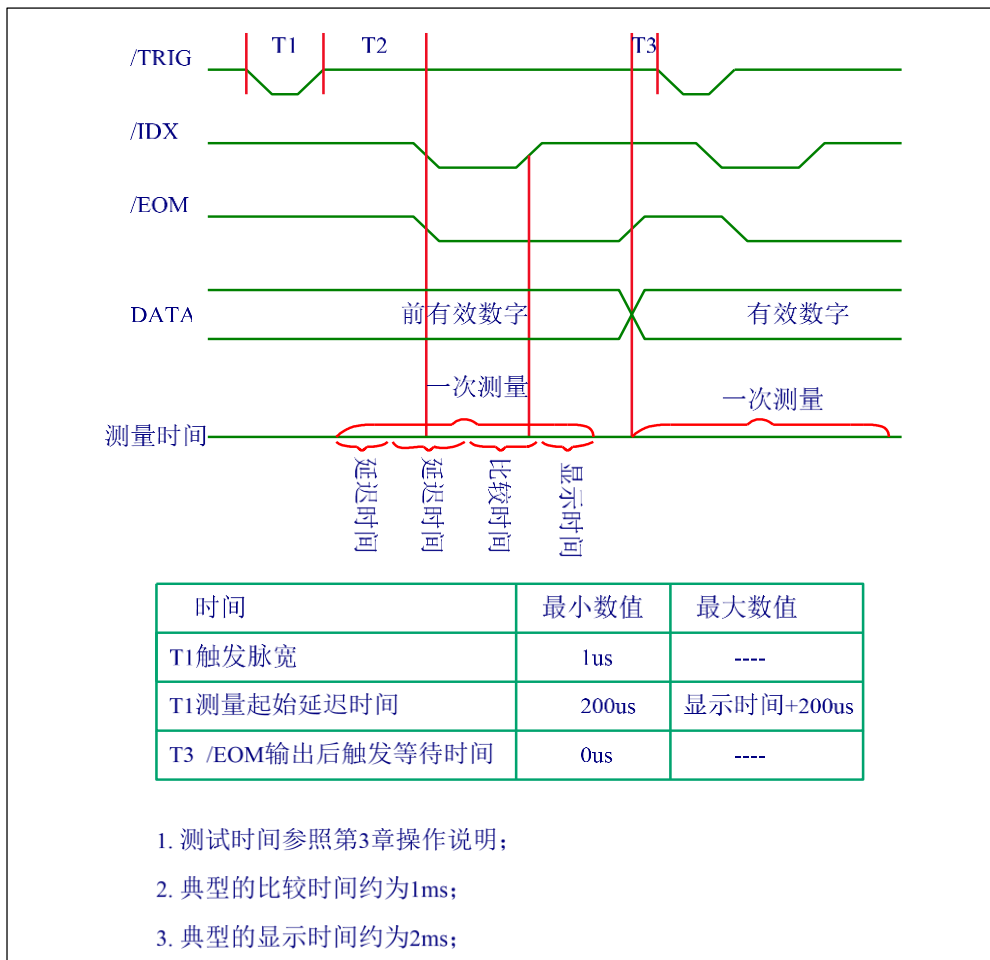 T1 T2 T3
/TRIG
/IDX
/EOM
DATA 前有效数字 有效数字
一次测量 一次测量
测量时间
延迟时间 延迟时间 比较时间 显示时间
时间 最小数值 最大数值
T1触发脉宽 1us ----
T1测量起始延迟时间 200us 显示时间+200us
T3 /EOM输出后触发等待时间 0us ----
1. 测试时间参照第3章操作说明；
2. 典型的比较时间约为1ms；
3. 典型的显示时间约为2ms；